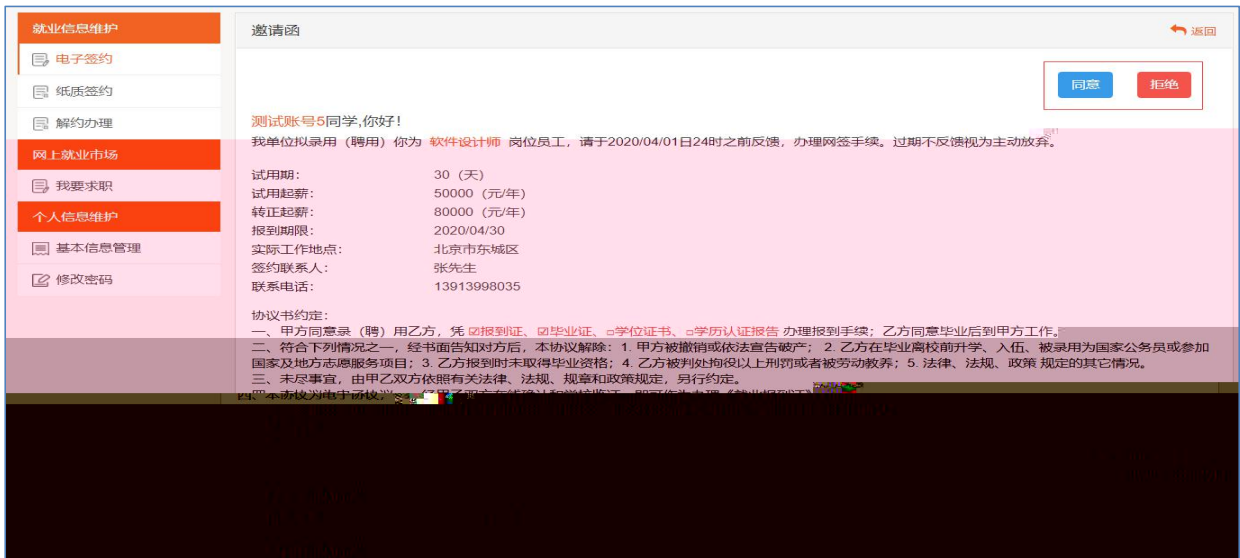 就业信息维护
电子签约
纸质签约
解约办理
网上就业市场
我要求职
个人信息维护
基本信息管理
修改密码
邀请函
返回
同意
拒绝
测试账号5同学,你好!
我单位拟录用（聘用）你为 软件设计师 岗位员工，请于2020/04/01日24时之前反馈，办理网签手续。过期不反馈视为主动放弃。
试用期： 30（天）
试用起薪： 50000（元/年）
转正起薪： 80000（元/年）
报到期限： 2020/04/30
实际工作地点： 北京市东城区
签约联系人： 张先生
联系电话： 13913998035
协议书约定：
一、甲方同意录（聘）用乙方，凭 ☑报到证、☑毕业证、□学位证书、□学历认证报告 办理报到手续；乙方同意毕业后到甲方工作。
二、符合下列情况之一，经书面告知对方后，本协议解除：1. 甲方被撤销或依法宣告破产； 2. 乙方在毕业离校前升学、入伍、被录用为国家公务员或参加
国家及地方志愿服务项目；3. 乙方报到时未取得毕业资格；4. 乙方被判处拘役以上刑罚或者被劳动教养；5. 法律、法规、政策 规定的其它情况。
三、未尽事宜，由甲乙双方依照有关法律、法规、规章和政策规定，另行约定。
四、本协议为电子协议，